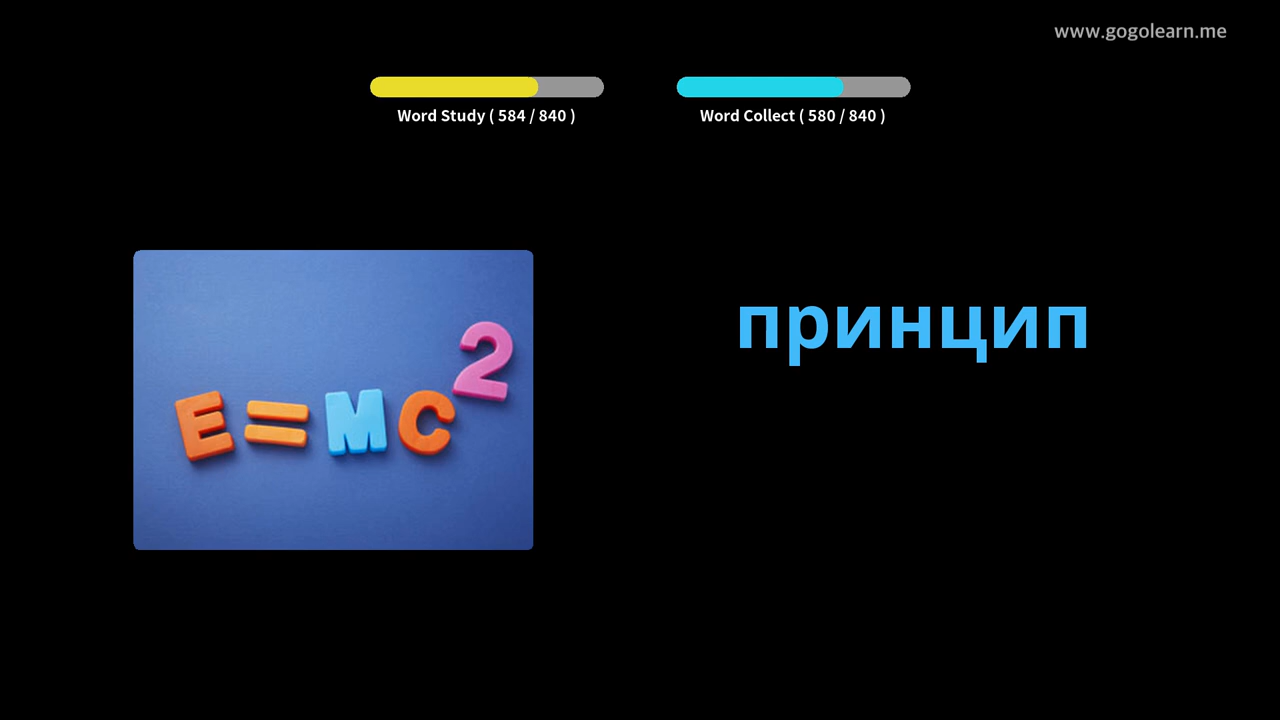 www.gogolearn.me
Word Study ( 584 / 840 )
Word Collect ( 580 / 840 )
принцип
E=MC²